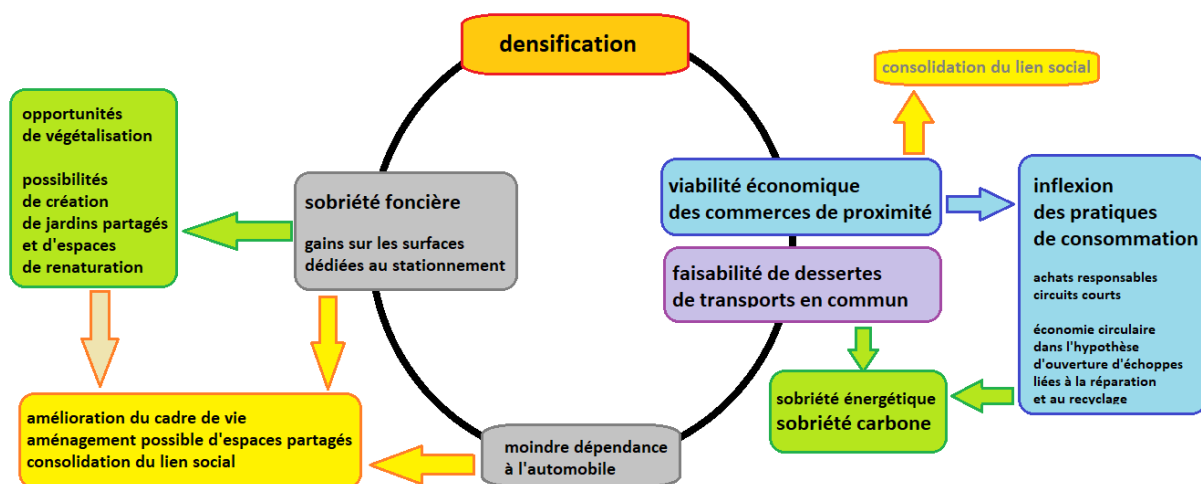 densification
consolidation du lien social
opportunités
de végétalisation
possibilités
de création
de jardins partagés
et d'espaces
de renaturation
sobriété foncière
gains sur les surfaces
dédiées au stationnement
viabilité économique
des commerces de proximité
faisabilité de dessertes
de transports en commun
inflexion
des pratiques
de consommation
achats responsables
circuits courts
économie circulaire
dans l'hypothèse
d'ouverture d'échoppes
liées à la réparation
et au recyclage
sobriété énergétique
sobriété carbone
amélioration du cadre de vie
aménagement possible d'espaces partagés
consolidation du lien social
moindre dépendance
à l'automobile